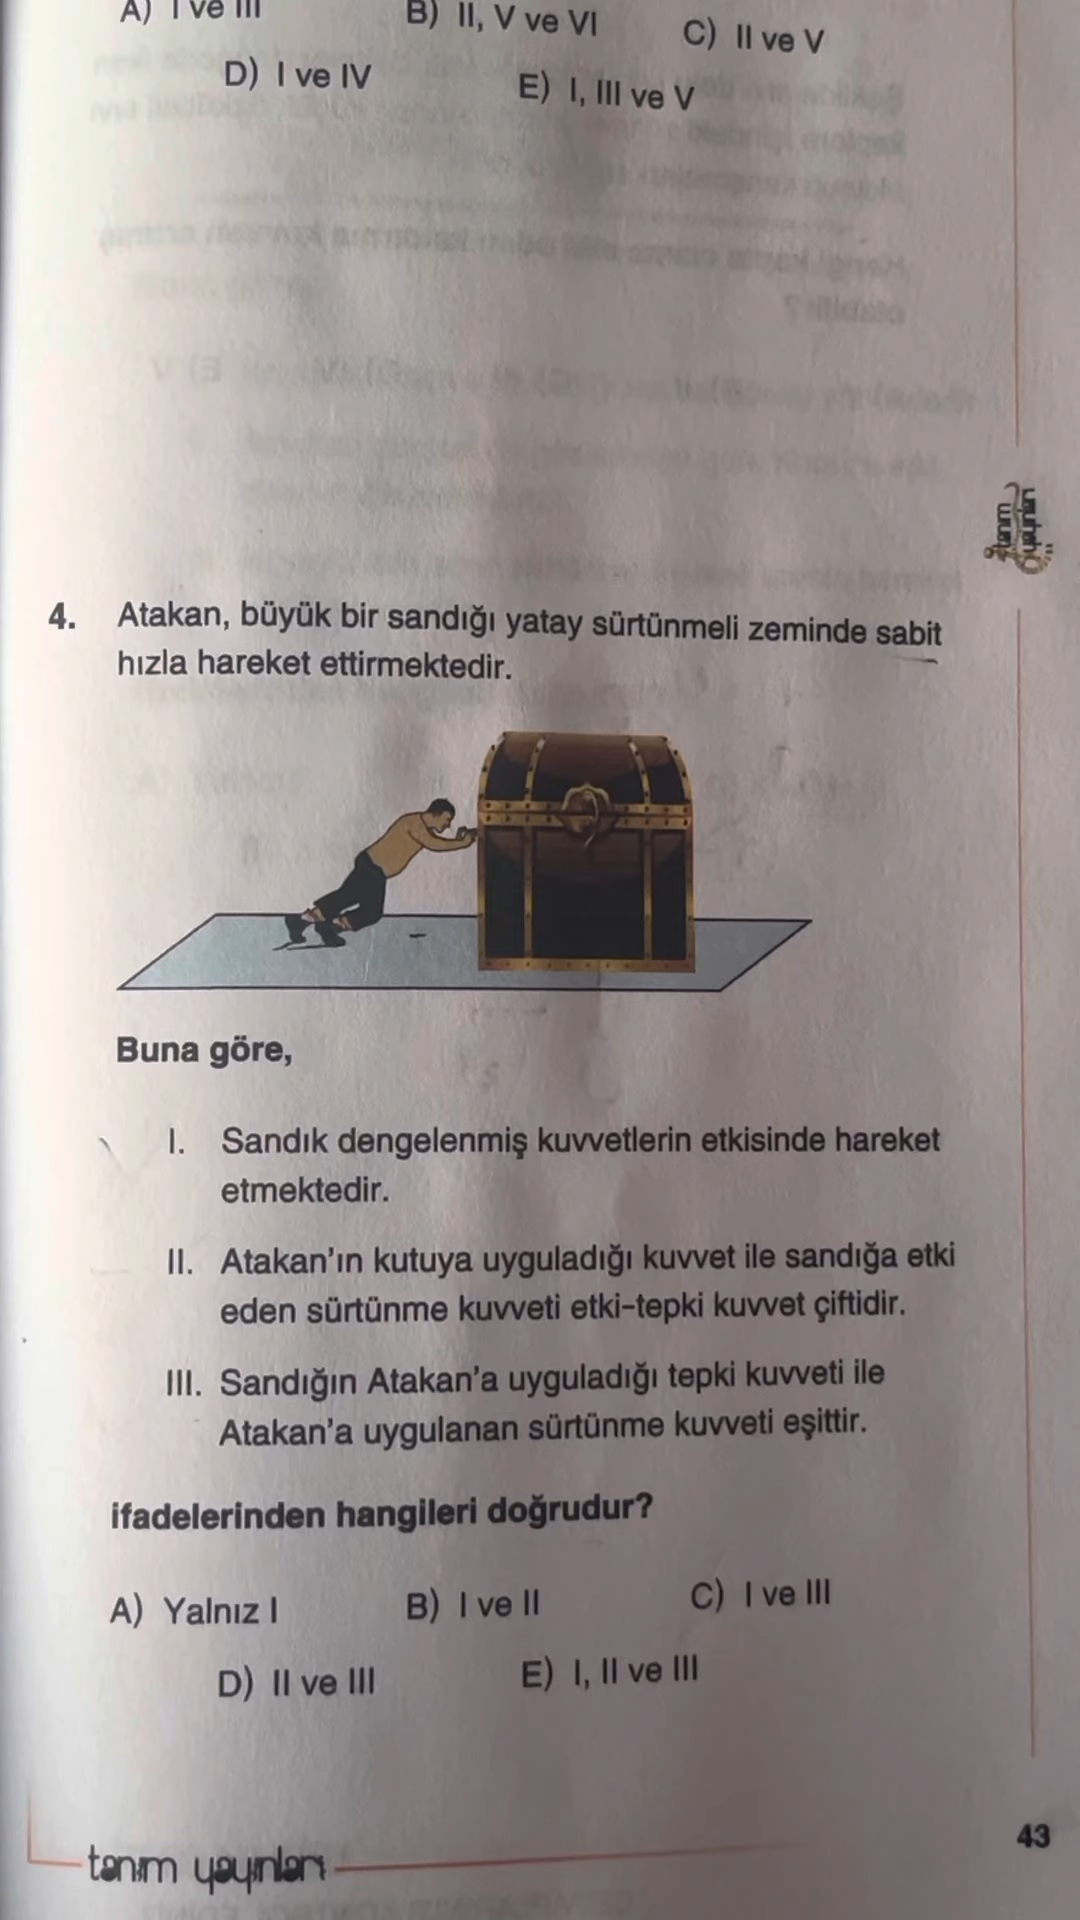 A) I ve III B) II, V ve VI C) II ve V
D) I ve IV E) I, III ve V
tanım yayınları
4. Atakan, büyük bir sandığı yatay sürtünmeli zeminde sabit
hızla hareket ettirmektedir.
Buna göre,
I. Sandık dengelenmiş kuvvetlerin etkisinde hareket
etmektedir.
II. Atakan'ın kutuya uyguladığı kuvvet ile sandığa etki
eden sürtünme kuvveti etki-tepki kuvvet çiftidir.
III. Sandığın Atakan'a uyguladığı tepki kuvveti ile
Atakan'a uygulanan sürtünme kuvveti eşittir.
ifadelerinden hangileri doğrudur?
A) Yalnız I B) I ve II C) I ve III
D) II ve III E) I, II ve III
43
tanım yayınları